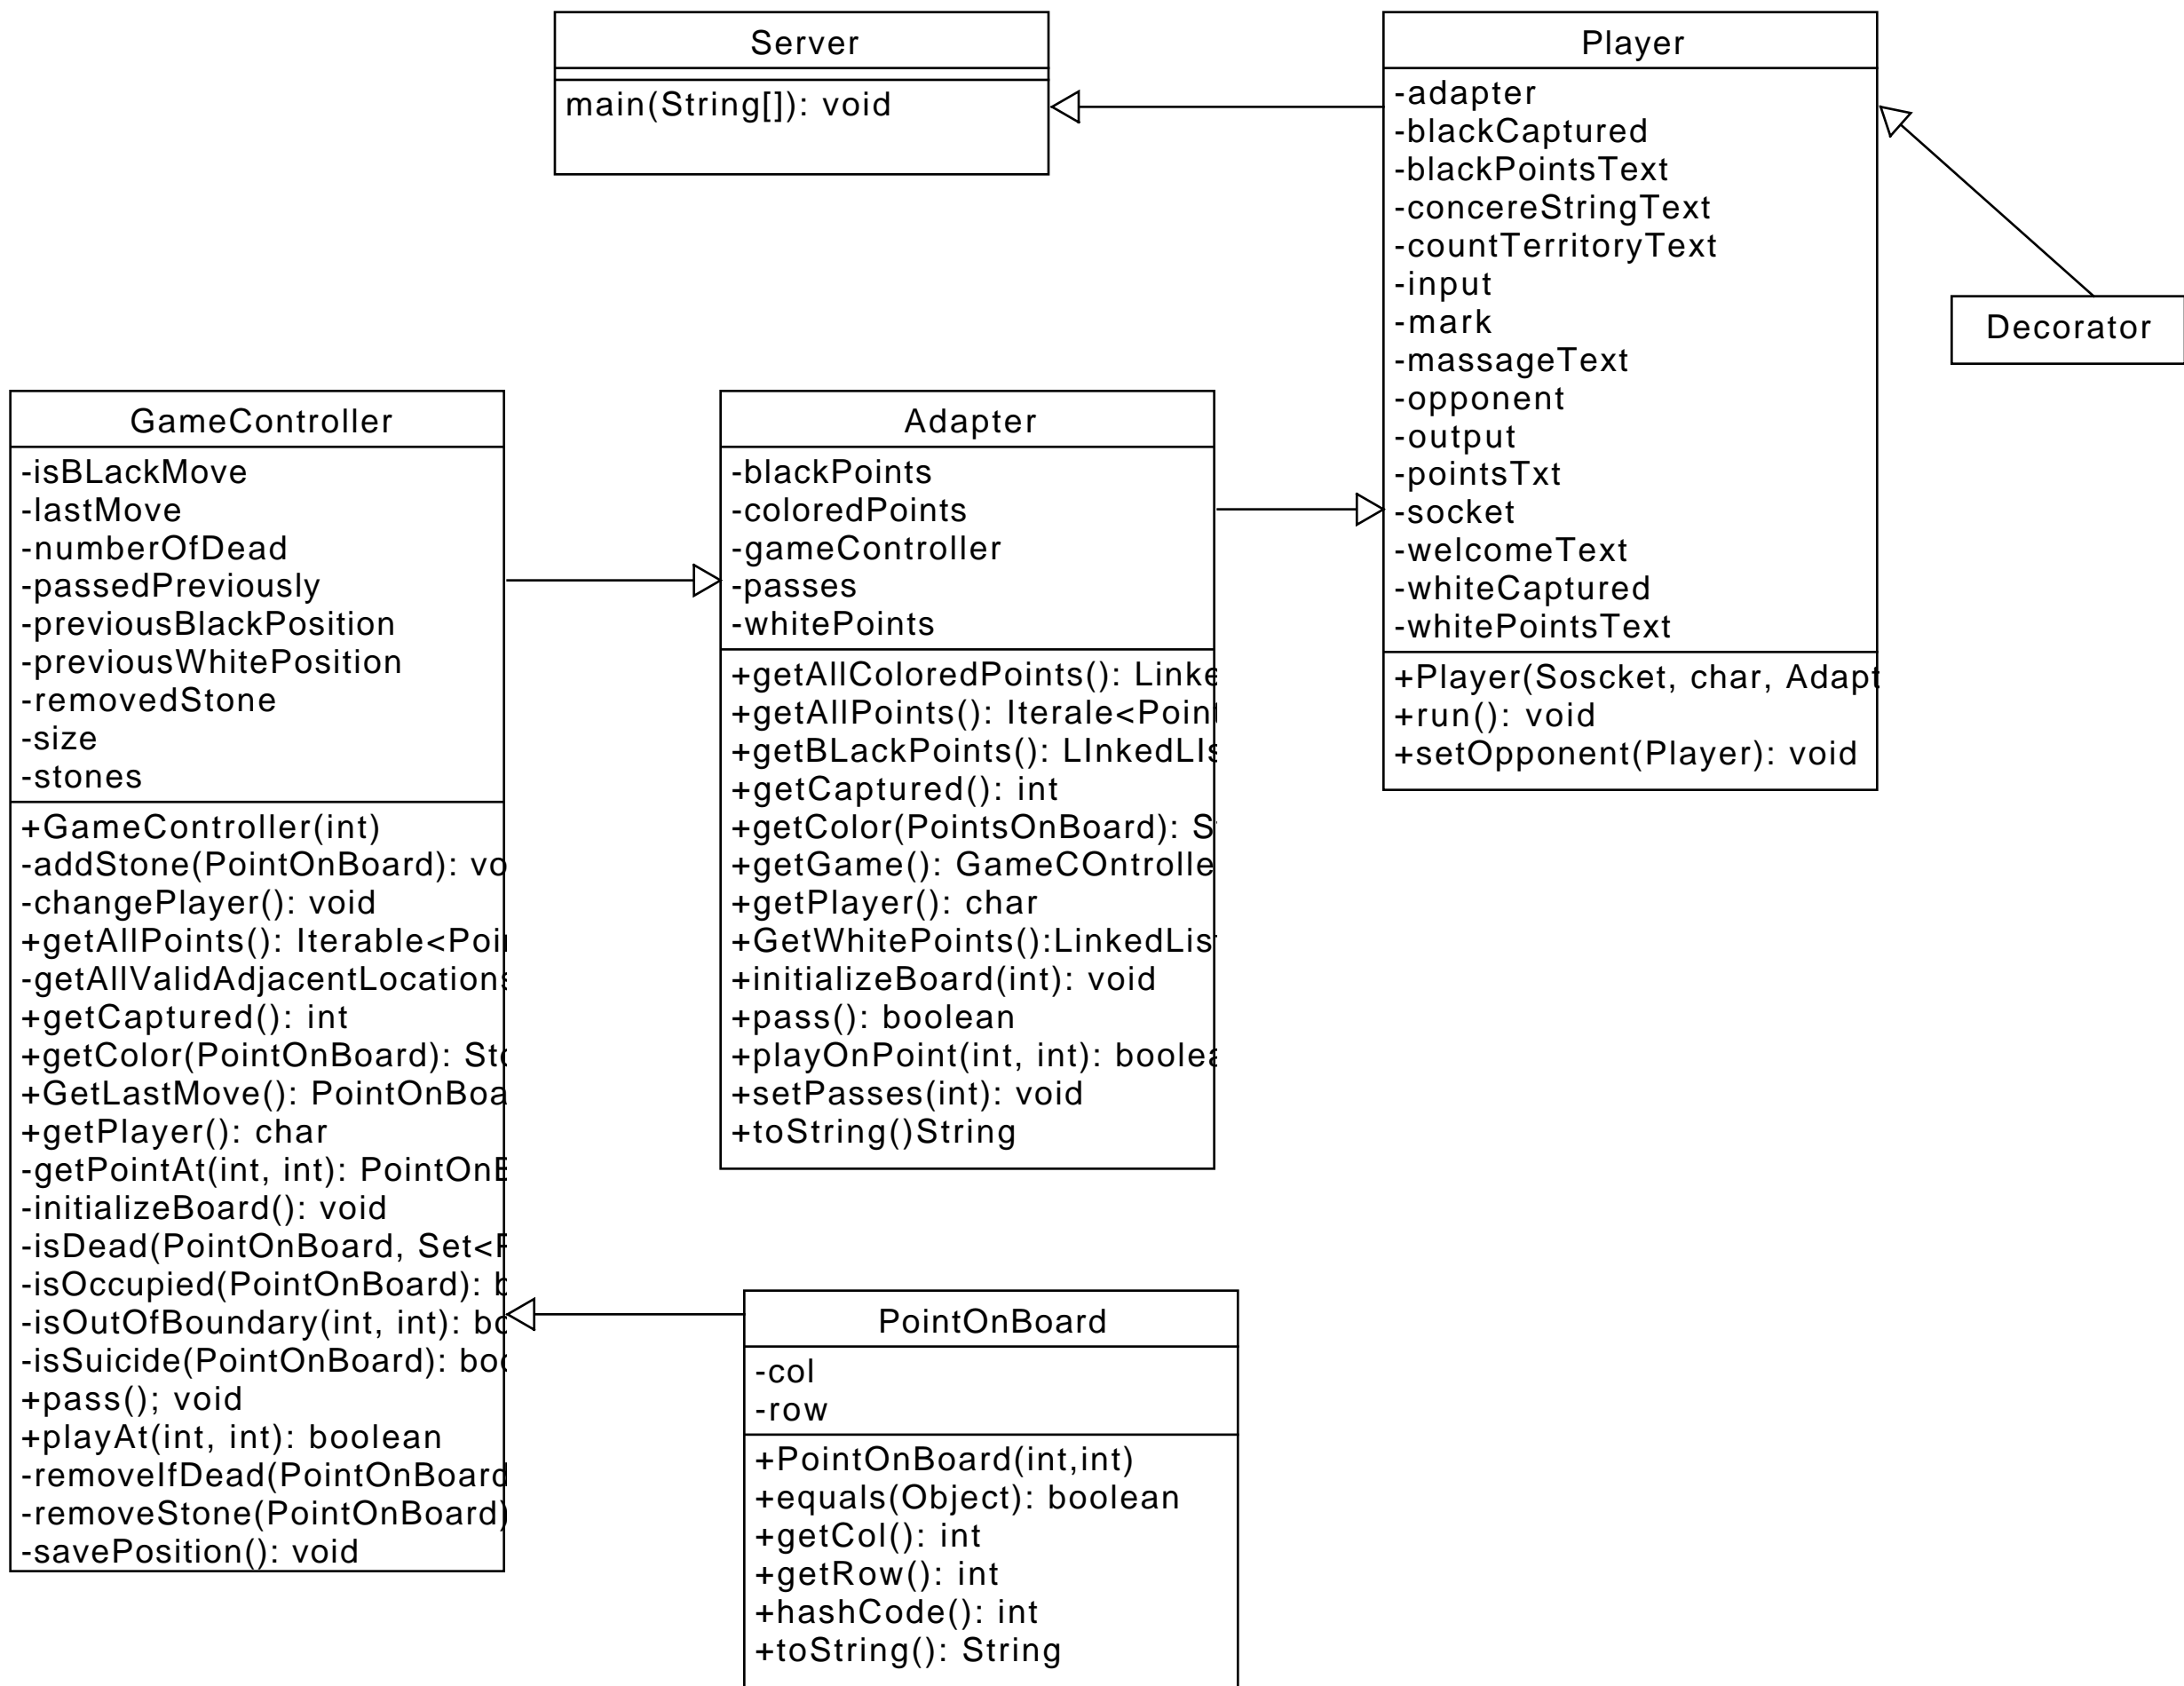 Server
main(String[]): void
Player
-adapter
-blackCaptured
-blackPointsText
-concereStringText
-countTerritoryText
-input
-mark
-massageText
-opponent
-output
-pointsTxt
-socket
-welcomeText
-whiteCaptured
-whitePointsText
+Player(Soscket, char, Adapt
+run(): void
+setOpponent(Player): void
Decorator
GameController
-isBLackMove
-lastMove
-numberOfDead
-passedPreviously
-previousBlackPosition
-previousWhitePosition
-removedStone
-size
-stones
+GameController(int)
-addStone(PointOnBoard): vo
-changePlayer(): void
+getAllPoints(): Iterable<Poi
-getAllValidAdjacentLocations
+getCaptured(): int
+getColor(PointOnBoard): Sto
+GetLastMove(): PointOnBoa
+getPlayer(): char
-getPointAt(int, int): PointOnB
-initializeBoard(): void
-isDead(PointOnBoard, Set<P
-isOccupied(PointOnBoard): b
-isOutOfBoundary(int, int): bo
-isSuicide(PointOnBoard): boo
+pass(); void
+playAt(int, int): boolean
-removeIfDead(PointOnBoard
-removeStone(PointOnBoard)
-savePosition(): void
Adapter
-blackPoints
-coloredPoints
-gameController
-passes
-whitePoints
+getAllColoredPoints(): Linke
+getAllPoints(): Iterale<Point
+getBLackPoints(): LInkedLIs
+getCaptured(): int
+getColor(PointsOnBoard): S
+getGame(): GameCOntrolle
+getPlayer(): char
+GetWhitePoints():LinkedList
+initializeBoard(int): void
+pass(): boolean
+playOnPoint(int, int): boolea
+setPasses(int): void
+toString()String
PointOnBoard
-col
-row
+PointOnBoard(int,int)
+equals(Object): boolean
+getCol(): int
+getRow(): int
+hashCode(): int
+toString(): String